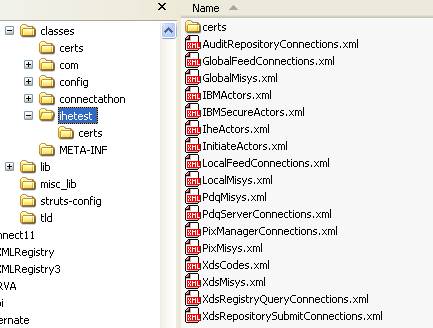 Name
classes
certs
com
config
connectathon
ihetest
certs
META-INF
lib
misc_lib
struts-config
tld
nnect11
XMLRegistry
XMLRegistry3
RVA
ernate
certs
AuditRepositoryConnections.xml
GlobalFeedConnections.xml
GlobalMisys.xml
IBMActors.xml
IBMSecureActors.xml
IheActors.xml
InitiateActors.xml
LocalFeedConnections.xml
LocalMisys.xml
PdqMisys.xml
PdqServerConnections.xml
PixManagerConnections.xml
PixMisys.xml
XdsCodes.xml
XdsMisys.xml
XdsRegistryQueryConnections.xml
XdsRepositorySubmitConnections.xml